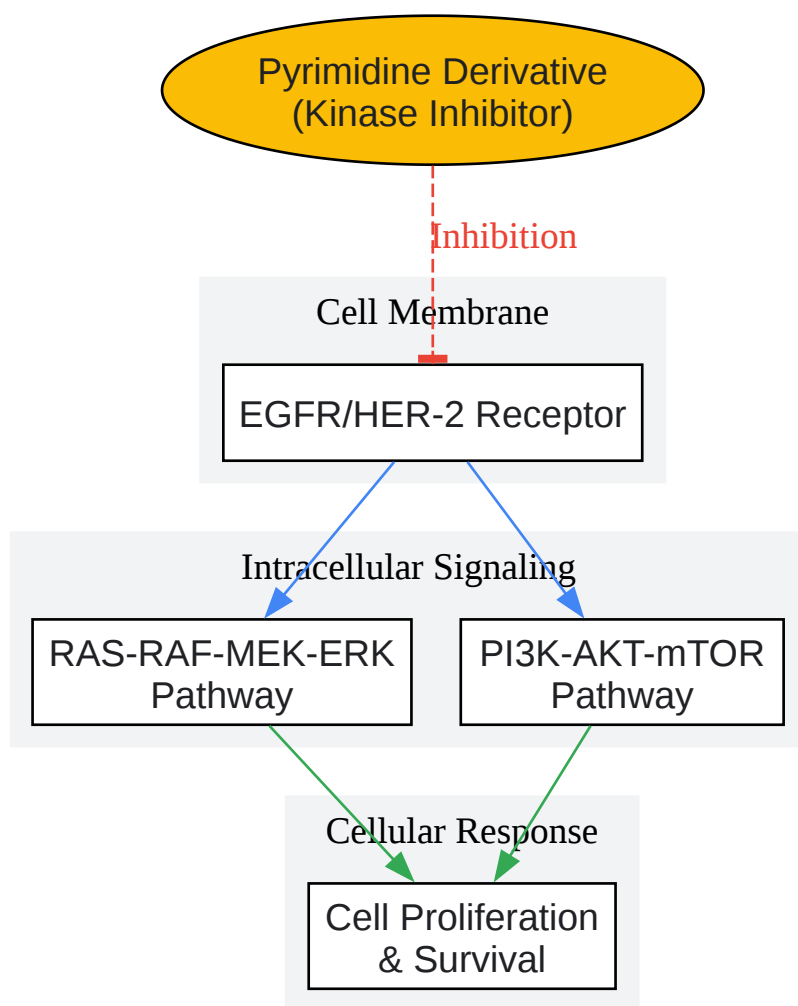 Pyrimidine Derivative
(Kinase Inhibitor)
Inhibition
Cell Membrane
EGFR/HER-2 Receptor
Intracellular Signaling
RAS-RAF-MEK-ERK
Pathway
PI3K-AKT-mTOR
Pathway
Cellular Response
Cell Proliferation
& Survival